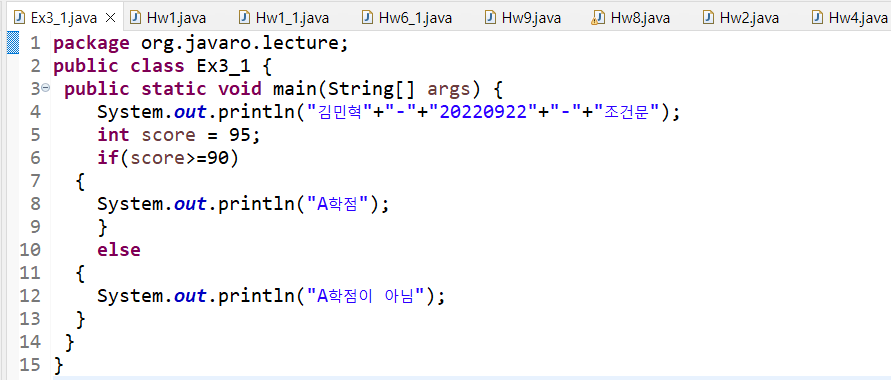 Ex3_1.java Hw1.java Hw1_1.java Hw6_1.java Hw9.java Hw8.java Hw2.java Hw4.java
1 package org.javaro.lecture;
2 public class Ex3_1 {
3 public static void main(String[] args) {
4 System.out.println("김민혁"+"-"+"20220922"+"-"+"조건문");
5 int score = 95;
6 if(score>=90)
7 {
8 System.out.println("A학점");
9 }
10 else
11 {
12 System.out.println("A학점이 아님");
13 }
14 }
15 }